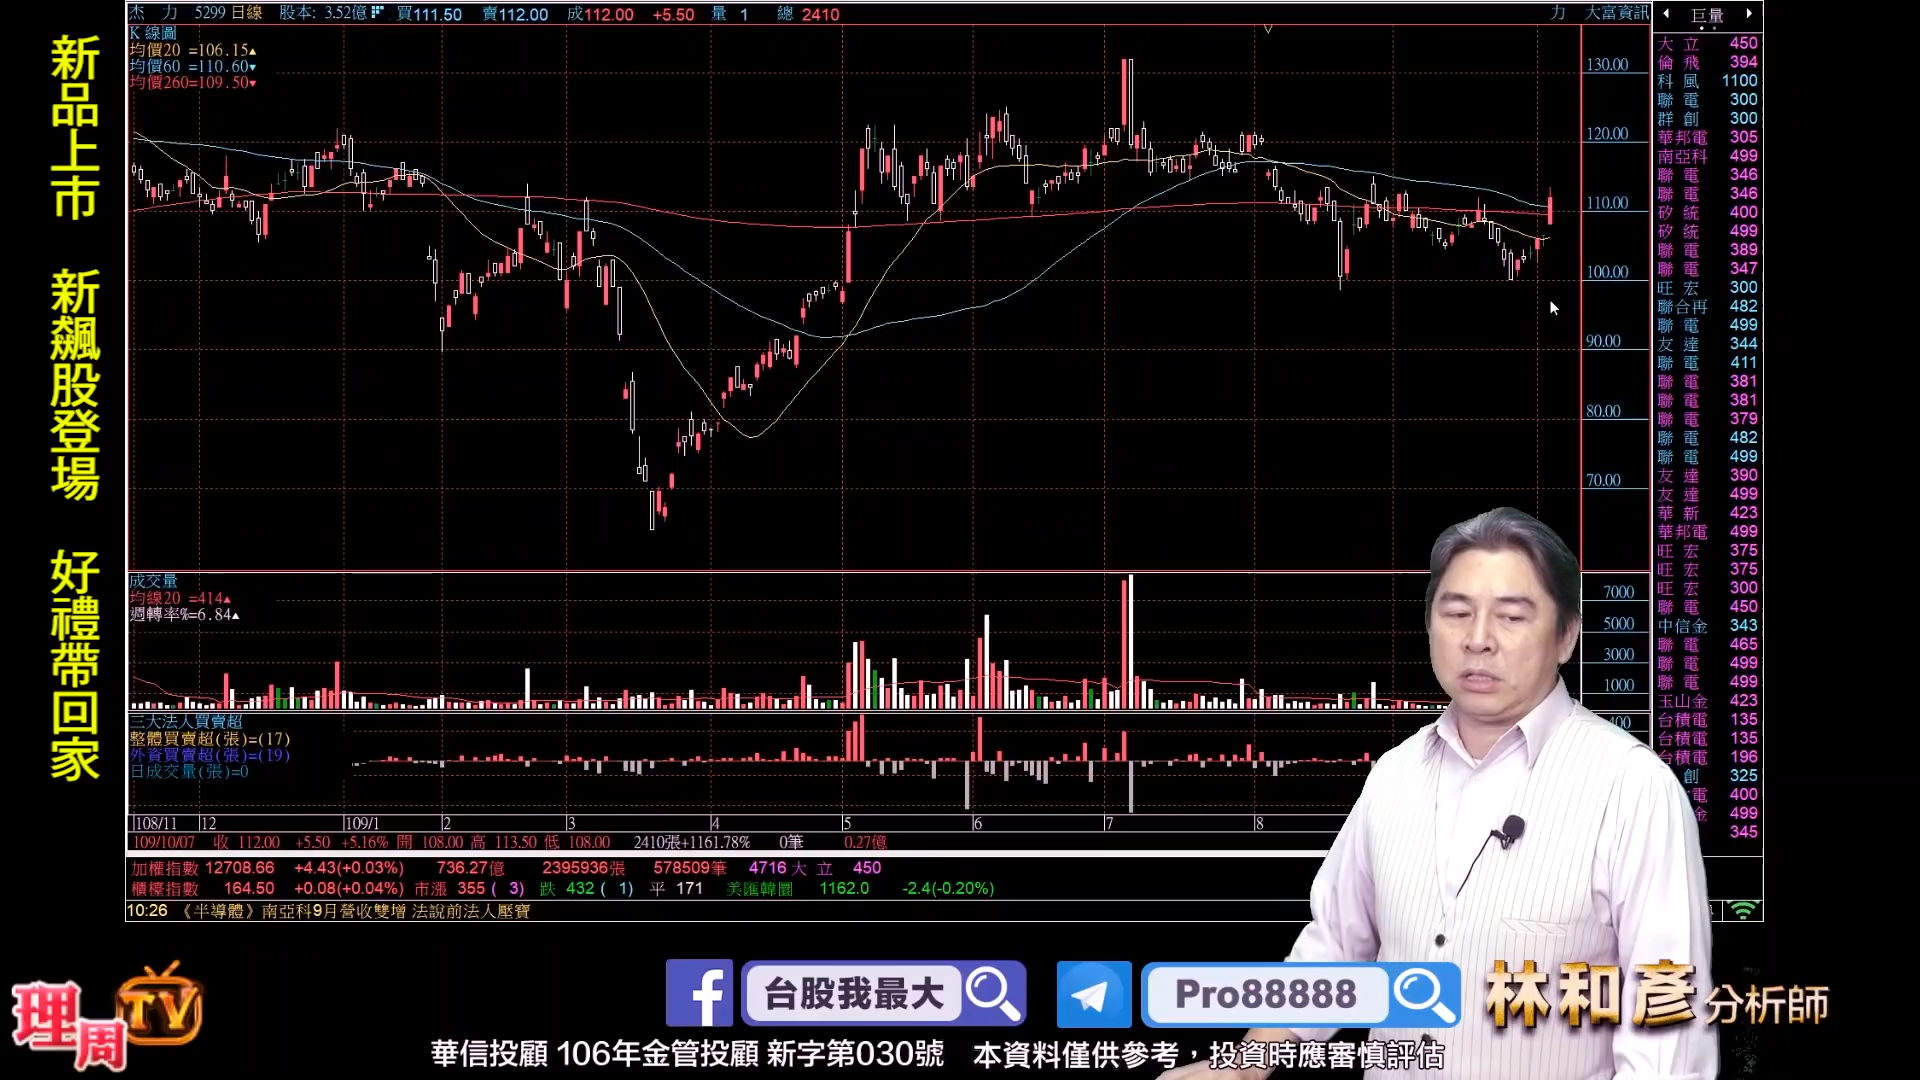 新品上市 新飆股登場 好禮帶回家
杰 力 5299 日線 股本: 3.52億 買111.50 賣112.00 成112.00 +5.50 量 1 總 2410 力 大富資訊
K 線圖
均價20 =106.15▲
均價60 =110.60▼
均價260=109.50▼
130.00
120.00
110.00
100.00
90.00
80.00
70.00
成交量
均線20 =414▲
週轉率%=6.84▲
7000
5000
3000
1000
三大法人買賣超
整體買賣超(張)=(17)
外資買賣超(張)=(19)
日成交量(張)=0
400
108/11 12 109/1 2 3 4 5 6 7 8
109/10/07 收 112.00 +5.50 +5.16% 開 108.00 高 113.50 低 108.00 2410張+1161.78% 0筆 0.27億
加權指數 12708.66 +4.43(+0.03%) 736.27億 2395936張 578509筆 4716 大 立 450
櫃檯指數 164.50 +0.08(+0.04%) 市漲 355 ( 3) 跌 432 ( 1) 平 171 美匯韓圜 1162.0 -2.4(-0.20%)
10:26 《半導體》南亞科9月營收雙增 法說前法人壓寶
巨量
大 立 450
倫 飛 394
科 風 1100
聯 電 300
群 創 300
華邦電 305
南亞科 499
聯 電 346
聯 電 346
矽 統 400
矽 統 499
聯 電 389
聯 電 347
旺 宏 300
聯合再 482
聯 電 499
友 達 344
聯 電 411
聯 電 381
聯 電 381
聯 電 379
聯 電 482
聯 電 499
友 達 390
友 達 499
華 新 423
華邦電 499
旺 宏 375
旺 宏 375
旺 宏 300
聯 電 450
中信金 343
聯 電 465
聯 電 499
聯 電 499
玉山金 423
台積電 135
台積電 135
台積電 196
創 325
電 400
金 499
345
理周TV
台股我最大
Pro88888
林和彥 分析師
華信投顧 106年金管投顧 新字第030號 本資料僅供參考,投資時應審慎評估